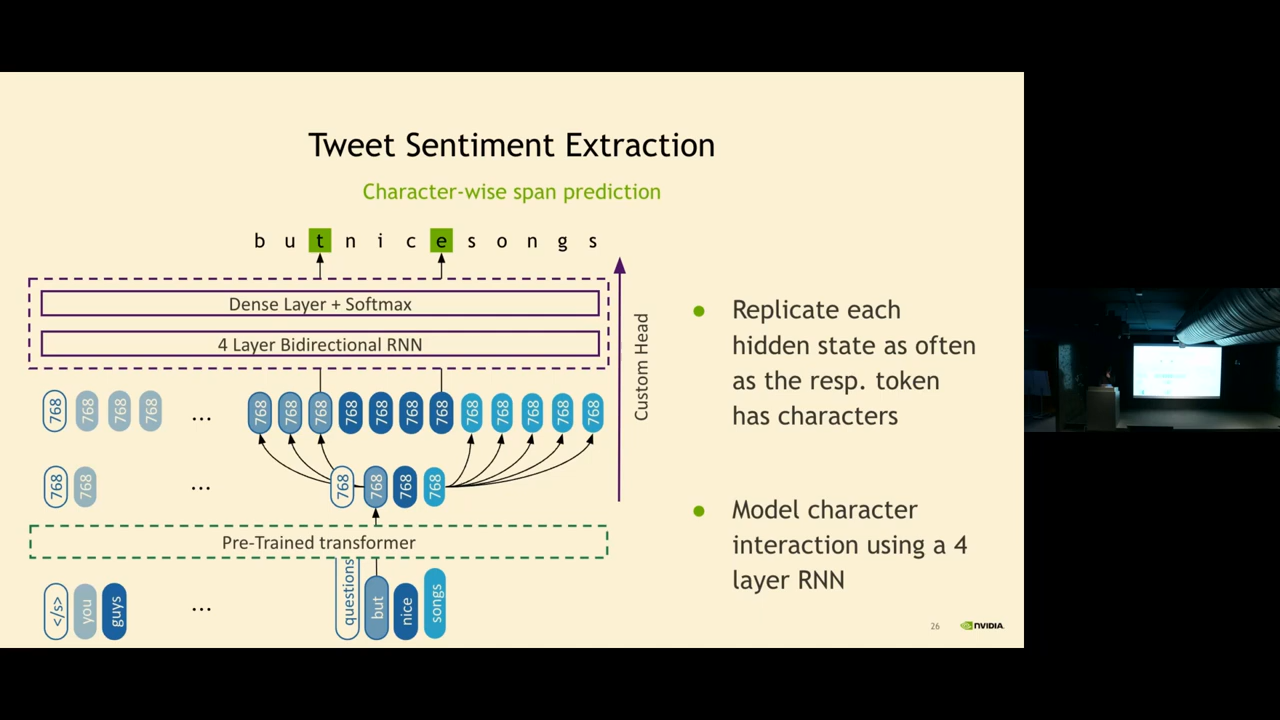 Tweet Sentiment Extraction
Character-wise span prediction
b u t n i c e s o n g s
Dense Layer + Softmax
4 Layer Bidirectional RNN
768 768 768 768 ... 768 768 768 768 768 768 768 768 768 768 768 768
768 768 ... 768 768 768 768
Pre-Trained transformer
</s> you guys ... questions but nice songs
Custom Head
● Replicate each
hidden state as often
as the resp. token
has characters
● Model character
interaction using a 4
layer RNN
26
NVIDIA.